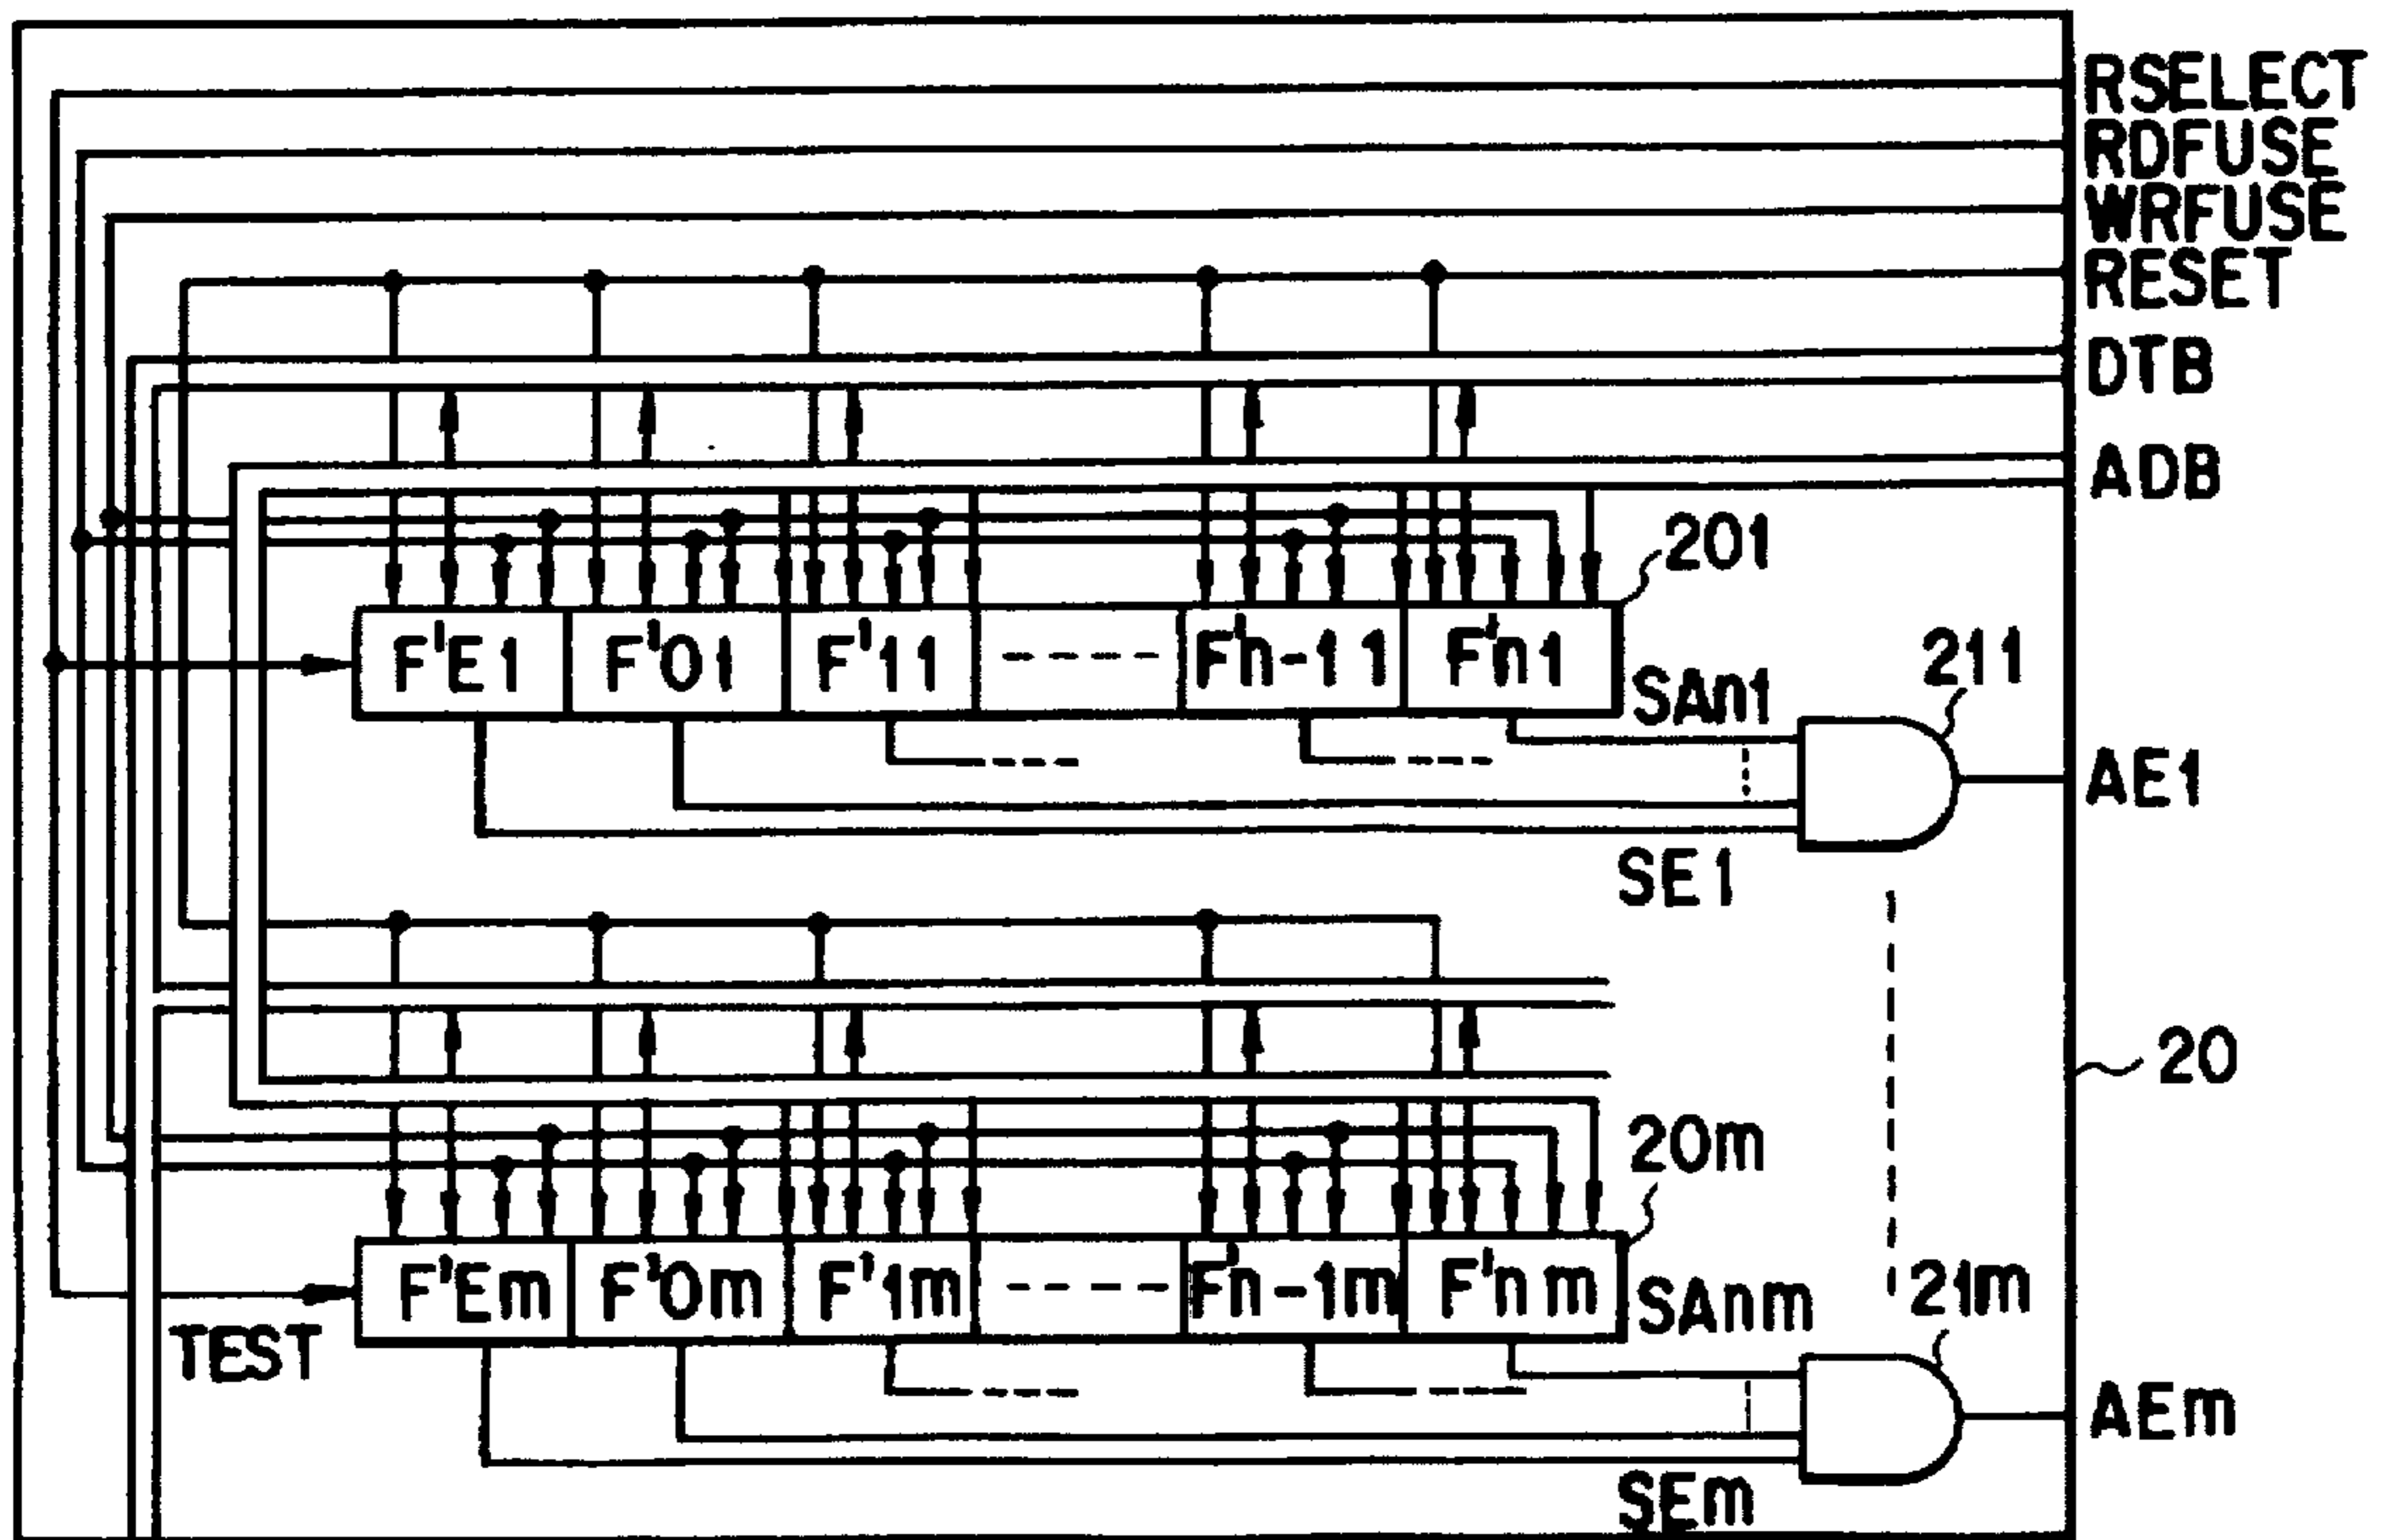 RSELECT
RDFUSE
WRFUSE
RESET
DTB
ADB
201
F'E1 F'01 F'11 F'n-11 F'n1
SAn1
211
AE1
SE1
20
20m
F'Em F'0m F'1m F'n-1m F'nm
SAnm
21m
TEST
AEm
SEm